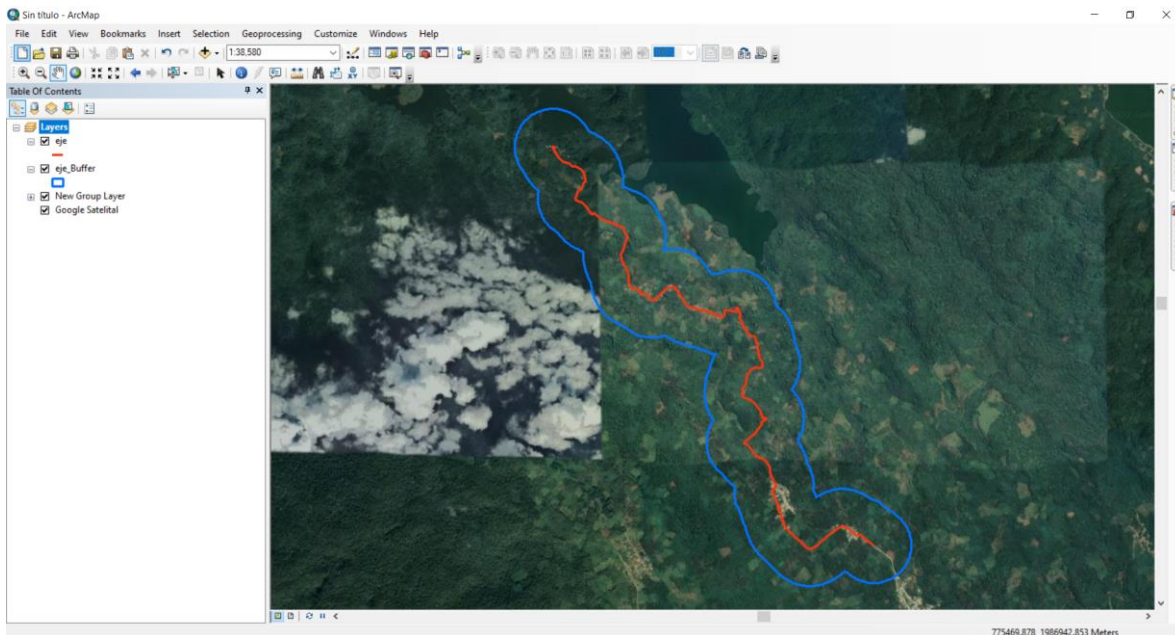 Sin título - ArcMap
File Edit View Bookmarks Insert Selection Geoprocessing Customize Windows Help
1:38,580
Table Of Contents
Layers
eje
eje_Buffer
New Group Layer
Google Satelital
775469.878 1986942.853 Meters